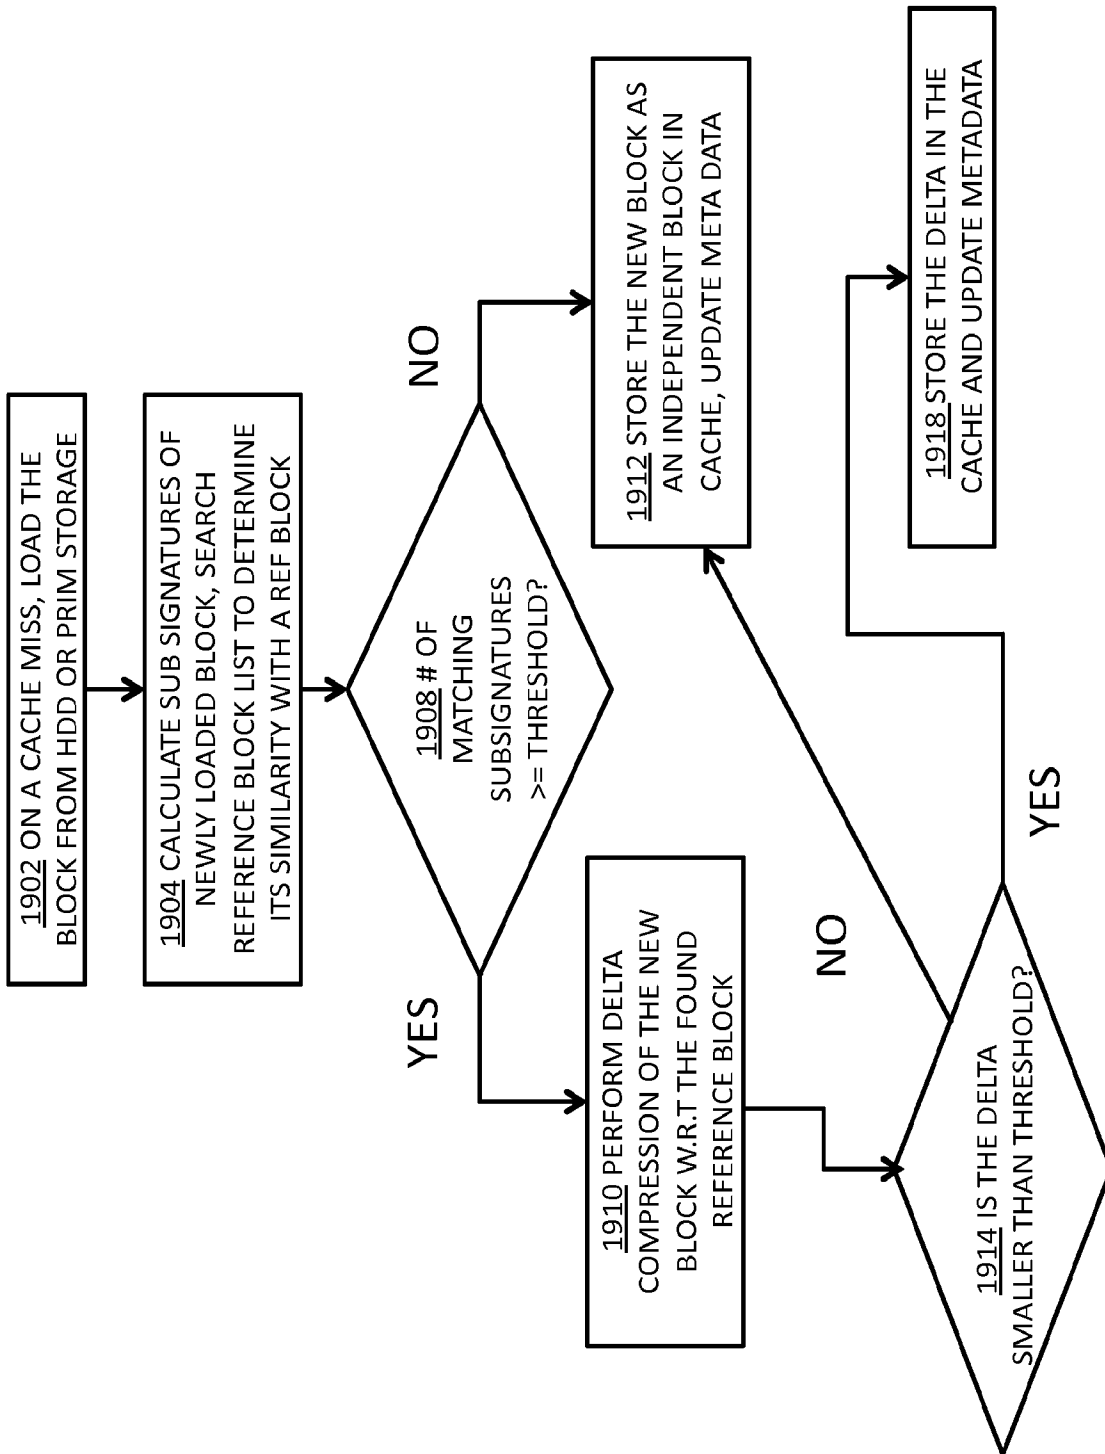 1902 ON A CACHE MISS, LOAD THE
BLOCK FROM HDD OR PRIM STORAGE
1904 CALCULATE SUB SIGNATURES OF
NEWLY LOADED BLOCK, SEARCH
REFERENCE BLOCK LIST TO DETERMINE
ITS SIMILARITY WITH A REF BLOCK
1908 # OF
MATCHING
SUBSIGNATURES
>= THRESHOLD?
YES
NO
1910 PERFORM DELTA
COMPRESSION OF THE NEW
BLOCK W.R.T THE FOUND
REFERENCE BLOCK
1912 STORE THE NEW BLOCK AS
AN INDEPENDENT BLOCK IN
CACHE, UPDATE META DATA
NO
1914 IS THE DELTA
SMALLER THAN THRESHOLD?
YES
1918 STORE THE DELTA IN THE
CACHE AND UPDATE METADATA